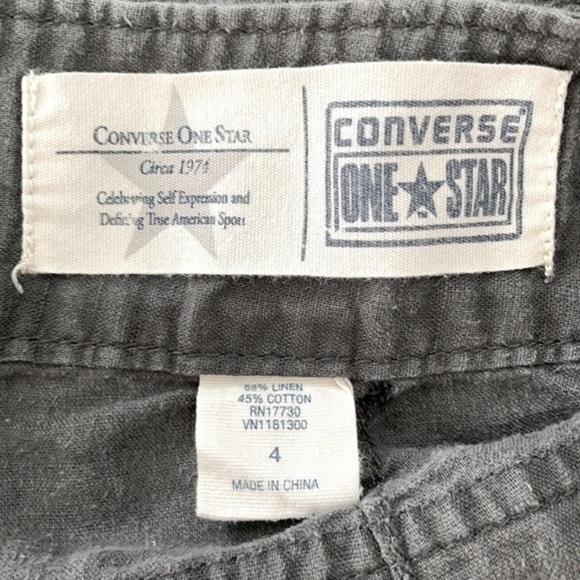 CONVERSE ONE STAR
Circa 1974
Celebrating Self Expression and
Defining True American Sport
CONVERSE
ONE★STAR
55% LINEN
45% COTTON
RN17730
VN1181300
4
MADE IN CHINA